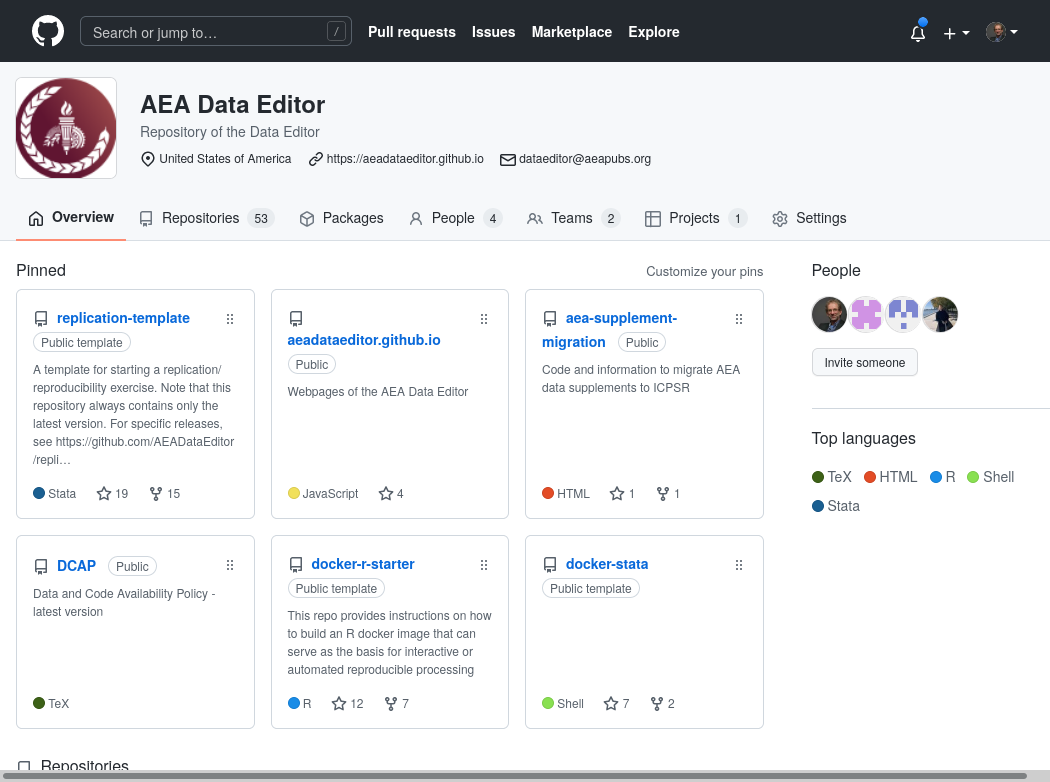 Search or jump to…
/
Pull requests
Issues
Marketplace
Explore
AEA Data Editor
Repository of the Data Editor
United States of America
https://aeadataeditor.github.io
dataeditor@aeapubs.org
Overview
Repositories 53
Packages
People 4
Teams 2
Projects 1
Settings
Pinned
Customize your pins
replication-template
Public template
A template for starting a replication/
reproducibility exercise. Note that this
repository always contains only the
latest version. For specific releases,
see https://github.com/AEADataEditor
/repli…
Stata 19 15
aeadataeditor.github.io
Public
Webpages of the AEA Data Editor
JavaScript 4
aea-supplement-
migration Public
Code and information to migrate AEA
data supplements to ICPSR
HTML 1 1
DCAP Public
Data and Code Availability Policy -
latest version
TeX
docker-r-starter
Public template
This repo provides instructions on how
to build an R docker image that can
serve as the basis for interactive or
automated reproducible processing
R 12 7
docker-stata
Public template
Shell 7 2
Repositories
People
Invite someone
Top languages
TeX HTML R Shell
Stata